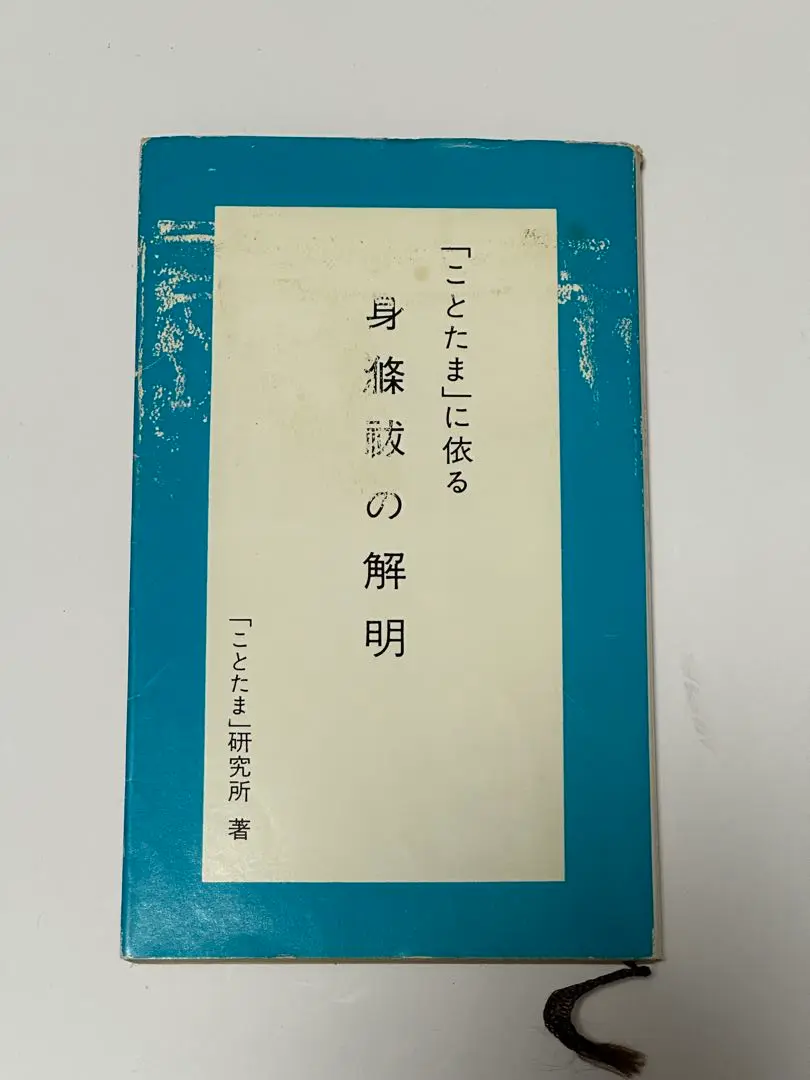 「ことたま」に依る
身滌祓の解明
「ことたま」研究所 著